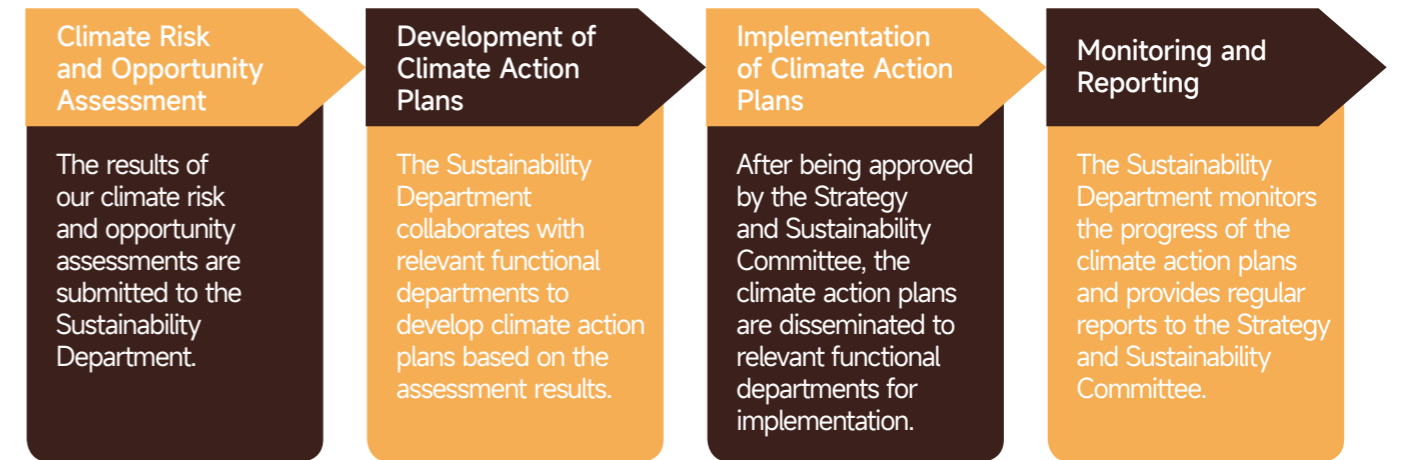 Climate Risk
and Opportunity
Assessment
The results of
our climate risk
and opportunity
assessments are
submitted to the
Sustainability
Department.
Development of
Climate Action
Plans
The Sustainability
Department
collaborates with
relevant functional
departments to
develop climate action
plans based on the
assessment results.
Implementation
of Climate Action
Plans
After being approved
by the Strategy
and Sustainability
Committee, the
climate action plans
are disseminated to
relevant functional
departments for
implementation.
Monitoring and
Reporting
The Sustainability
Department monitors
the progress of the
climate action plans
and provides regular
reports to the Strategy
and Sustainability
Committee.